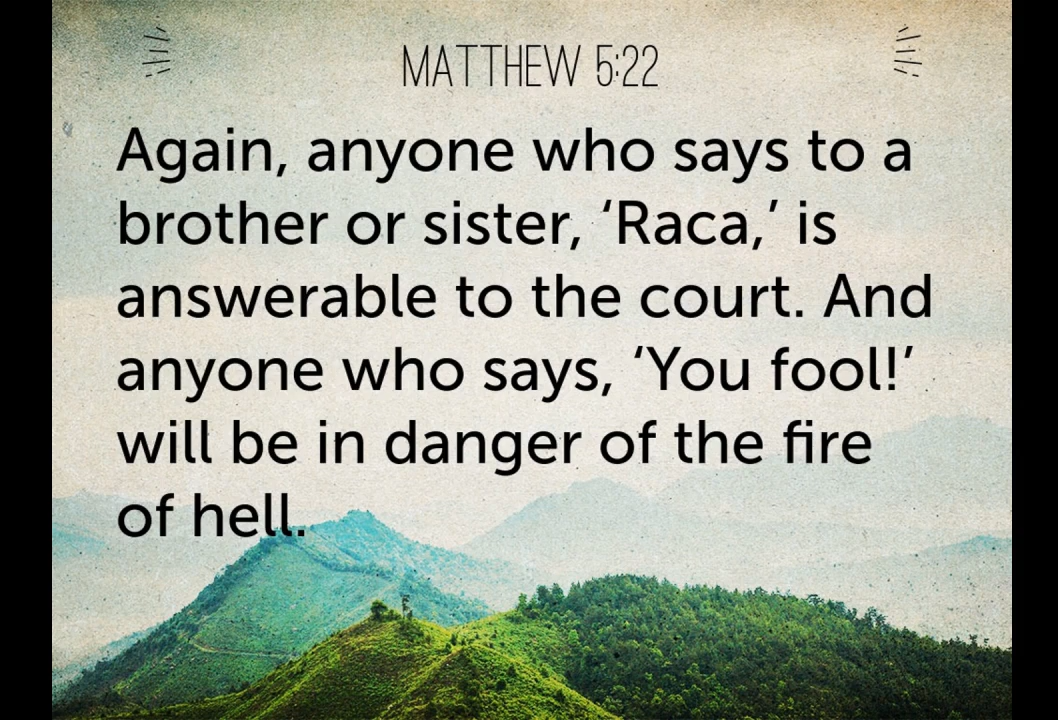 MATTHEW 5:22
Again, anyone who says to a
brother or sister, ‘Raca,’ is
answerable to the court. And
anyone who says, ‘You fool!’
will be in danger of the fire
of hell.